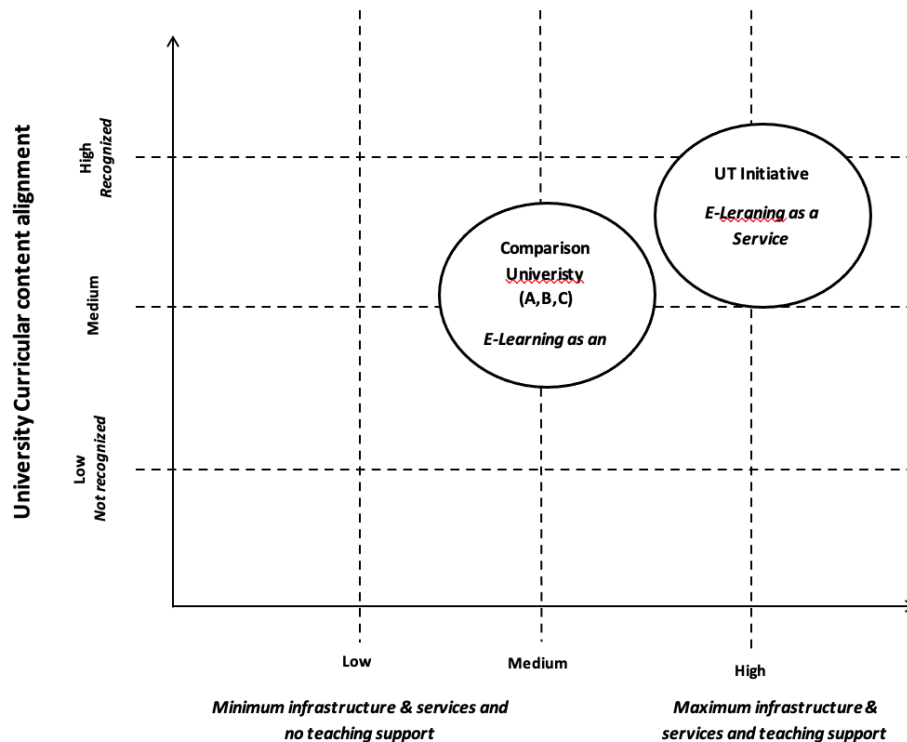 University Curricular content alignment
High
Recognized
Medium
Low
Not recognized
UT Initiative
E-Leraning as a
Service
Comparison
Univeristy
(A,B,C)
E-Learning as an
Low
Medium
High
Minimum infrastructure & services and
no teaching support
Maximum infrastructure &
services and teaching support